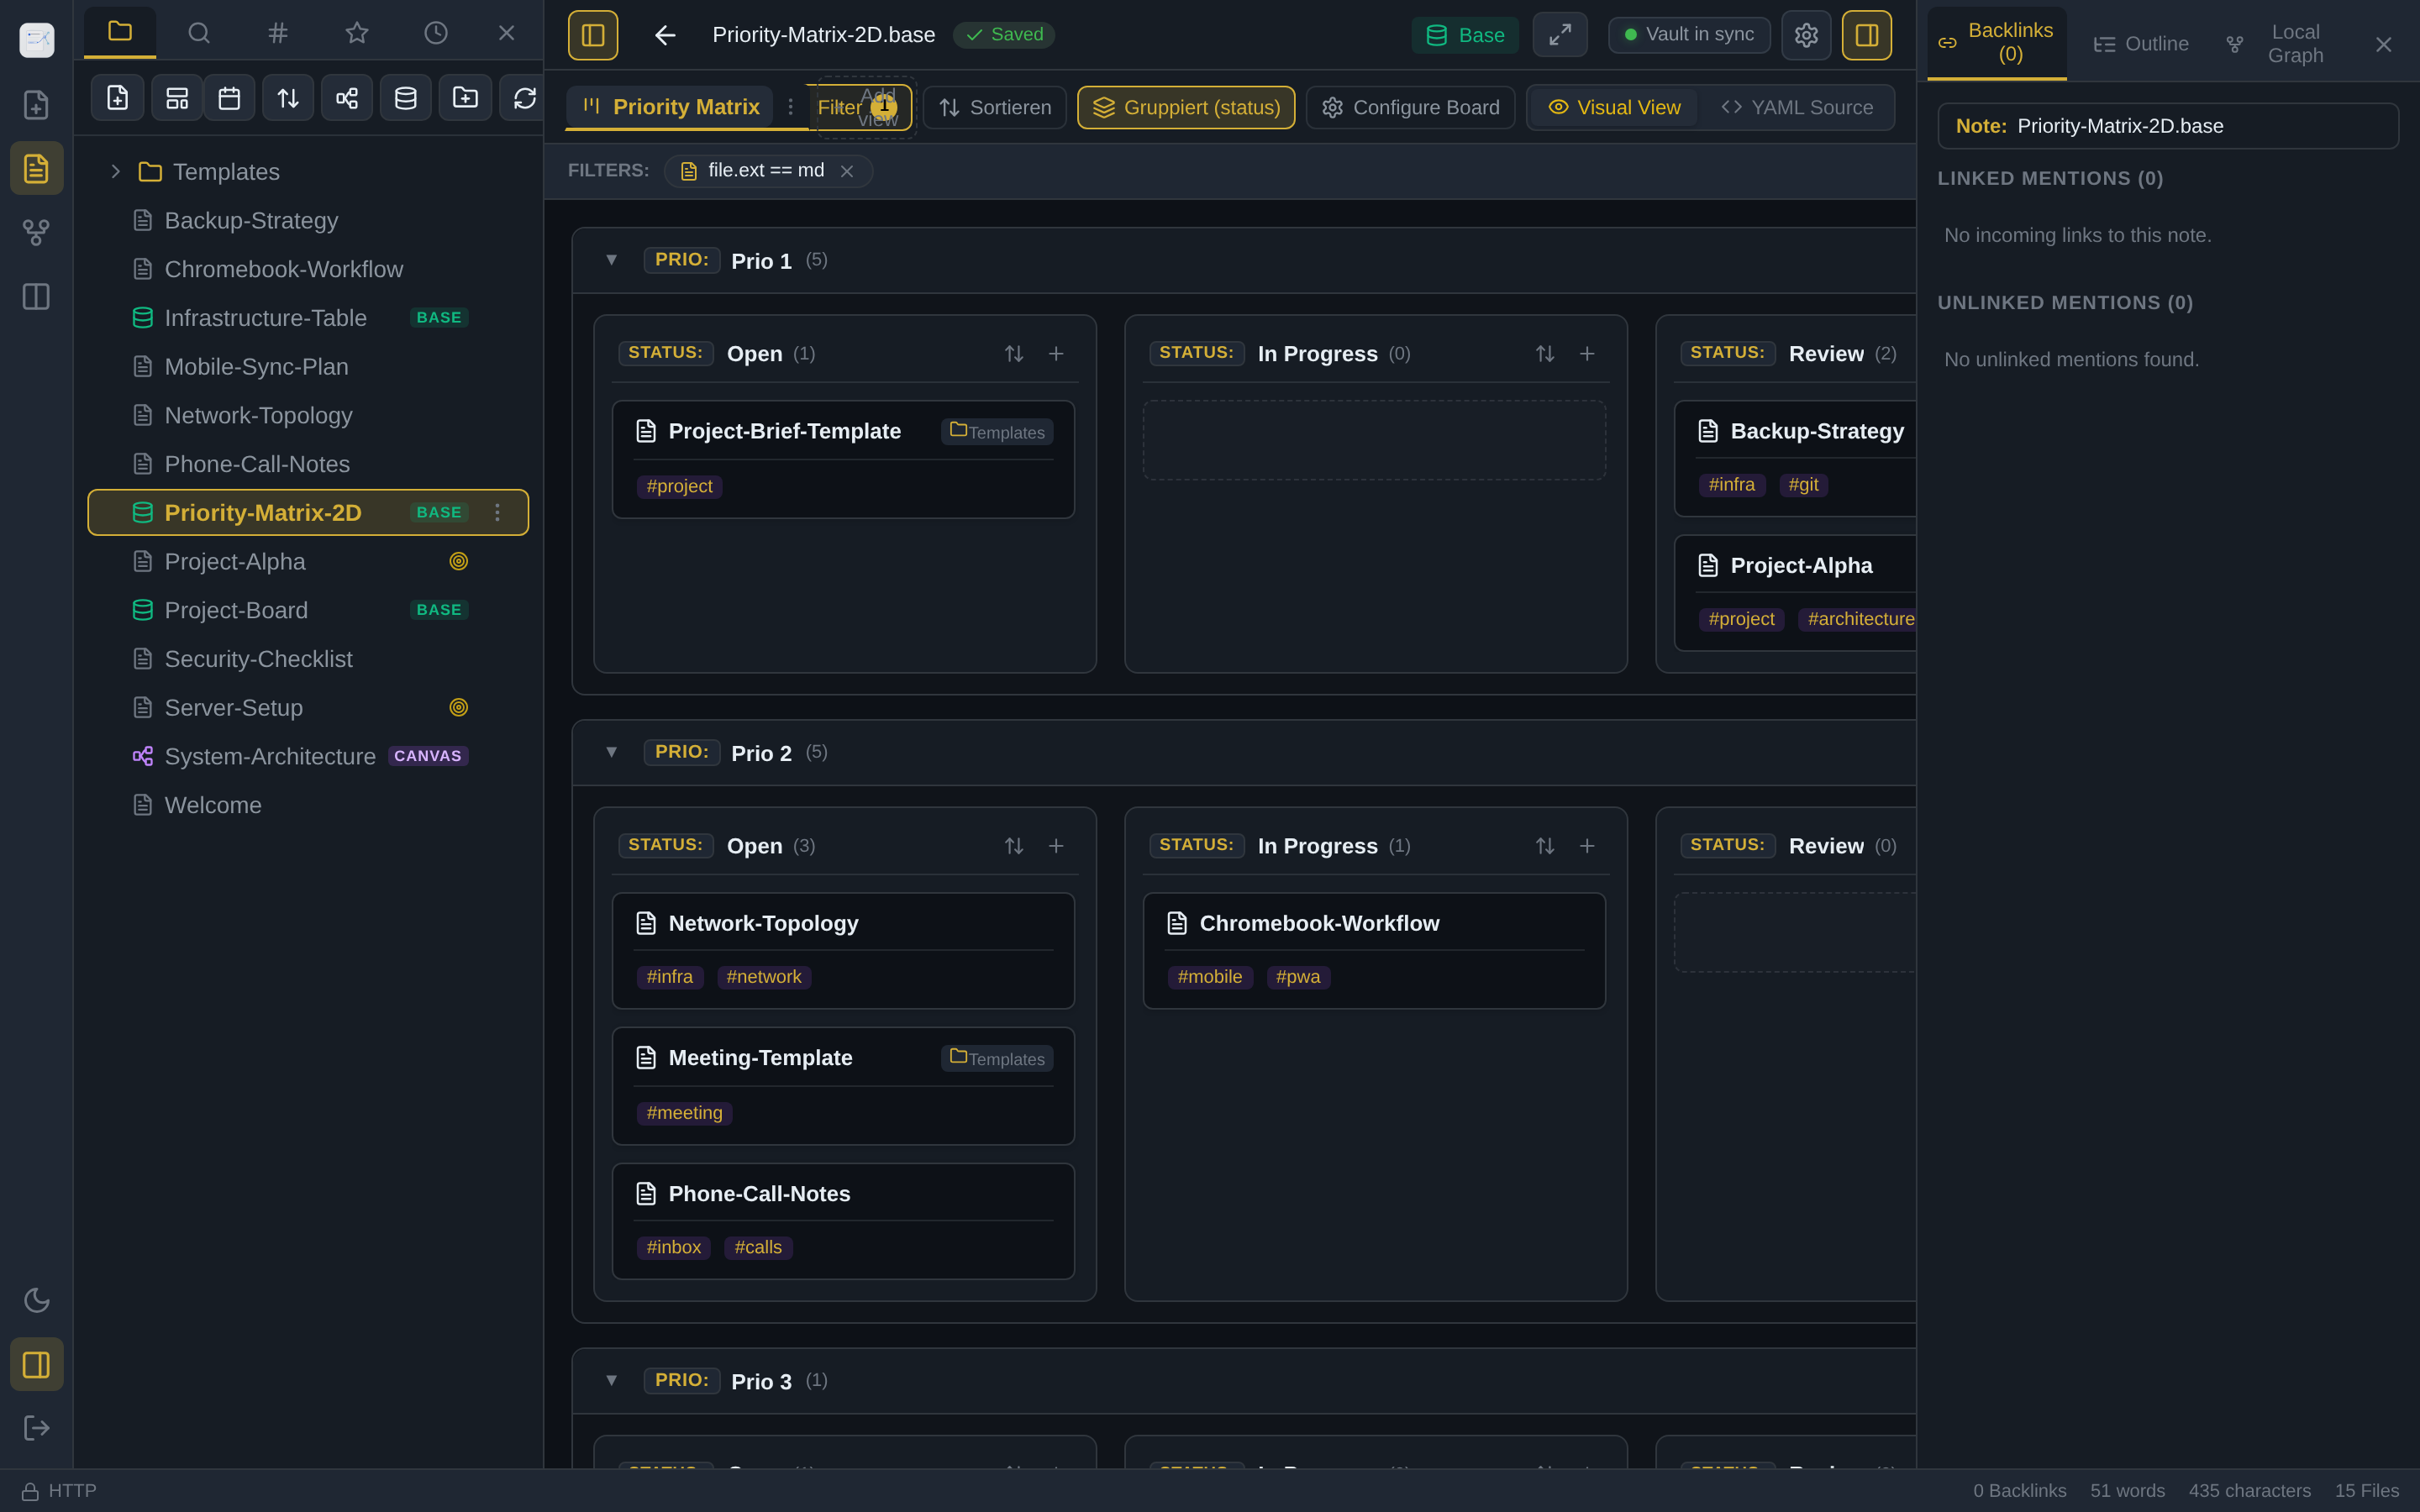 Priority-Matrix-2D.base
Saved
Base
Vault in sync
Backlinks (0)
Outline
Local Graph
Priority Matrix
Add view
Filter 1
Sortieren
Gruppiert (status)
Configure Board
Visual View
YAML Source
FILTERS: file.ext == md
Templates
Backup-Strategy
Chromebook-Workflow
Infrastructure-Table BASE
Mobile-Sync-Plan
Network-Topology
Phone-Call-Notes
Priority-Matrix-2D BASE
Project-Alpha
Project-Board BASE
Security-Checklist
Server-Setup
System-Architecture CANVAS
Welcome
PRIO: Prio 1 (5)
STATUS: Open (1)
Project-Brief-Template Templates
#project
STATUS: In Progress (0)
STATUS: Review (2)
Backup-Strategy
#infra #git
Project-Alpha
#project #architecture
PRIO: Prio 2 (5)
STATUS: Open (3)
Network-Topology
#infra #network
Meeting-Template Templates
#meeting
Phone-Call-Notes
#inbox #calls
STATUS: In Progress (1)
Chromebook-Workflow
#mobile #pwa
STATUS: Review (0)
PRIO: Prio 3 (1)
Note: Priority-Matrix-2D.base
LINKED MENTIONS (0)
No incoming links to this note.
UNLINKED MENTIONS (0)
No unlinked mentions found.
HTTP
0 Backlinks
51 words
435 characters
15 Files